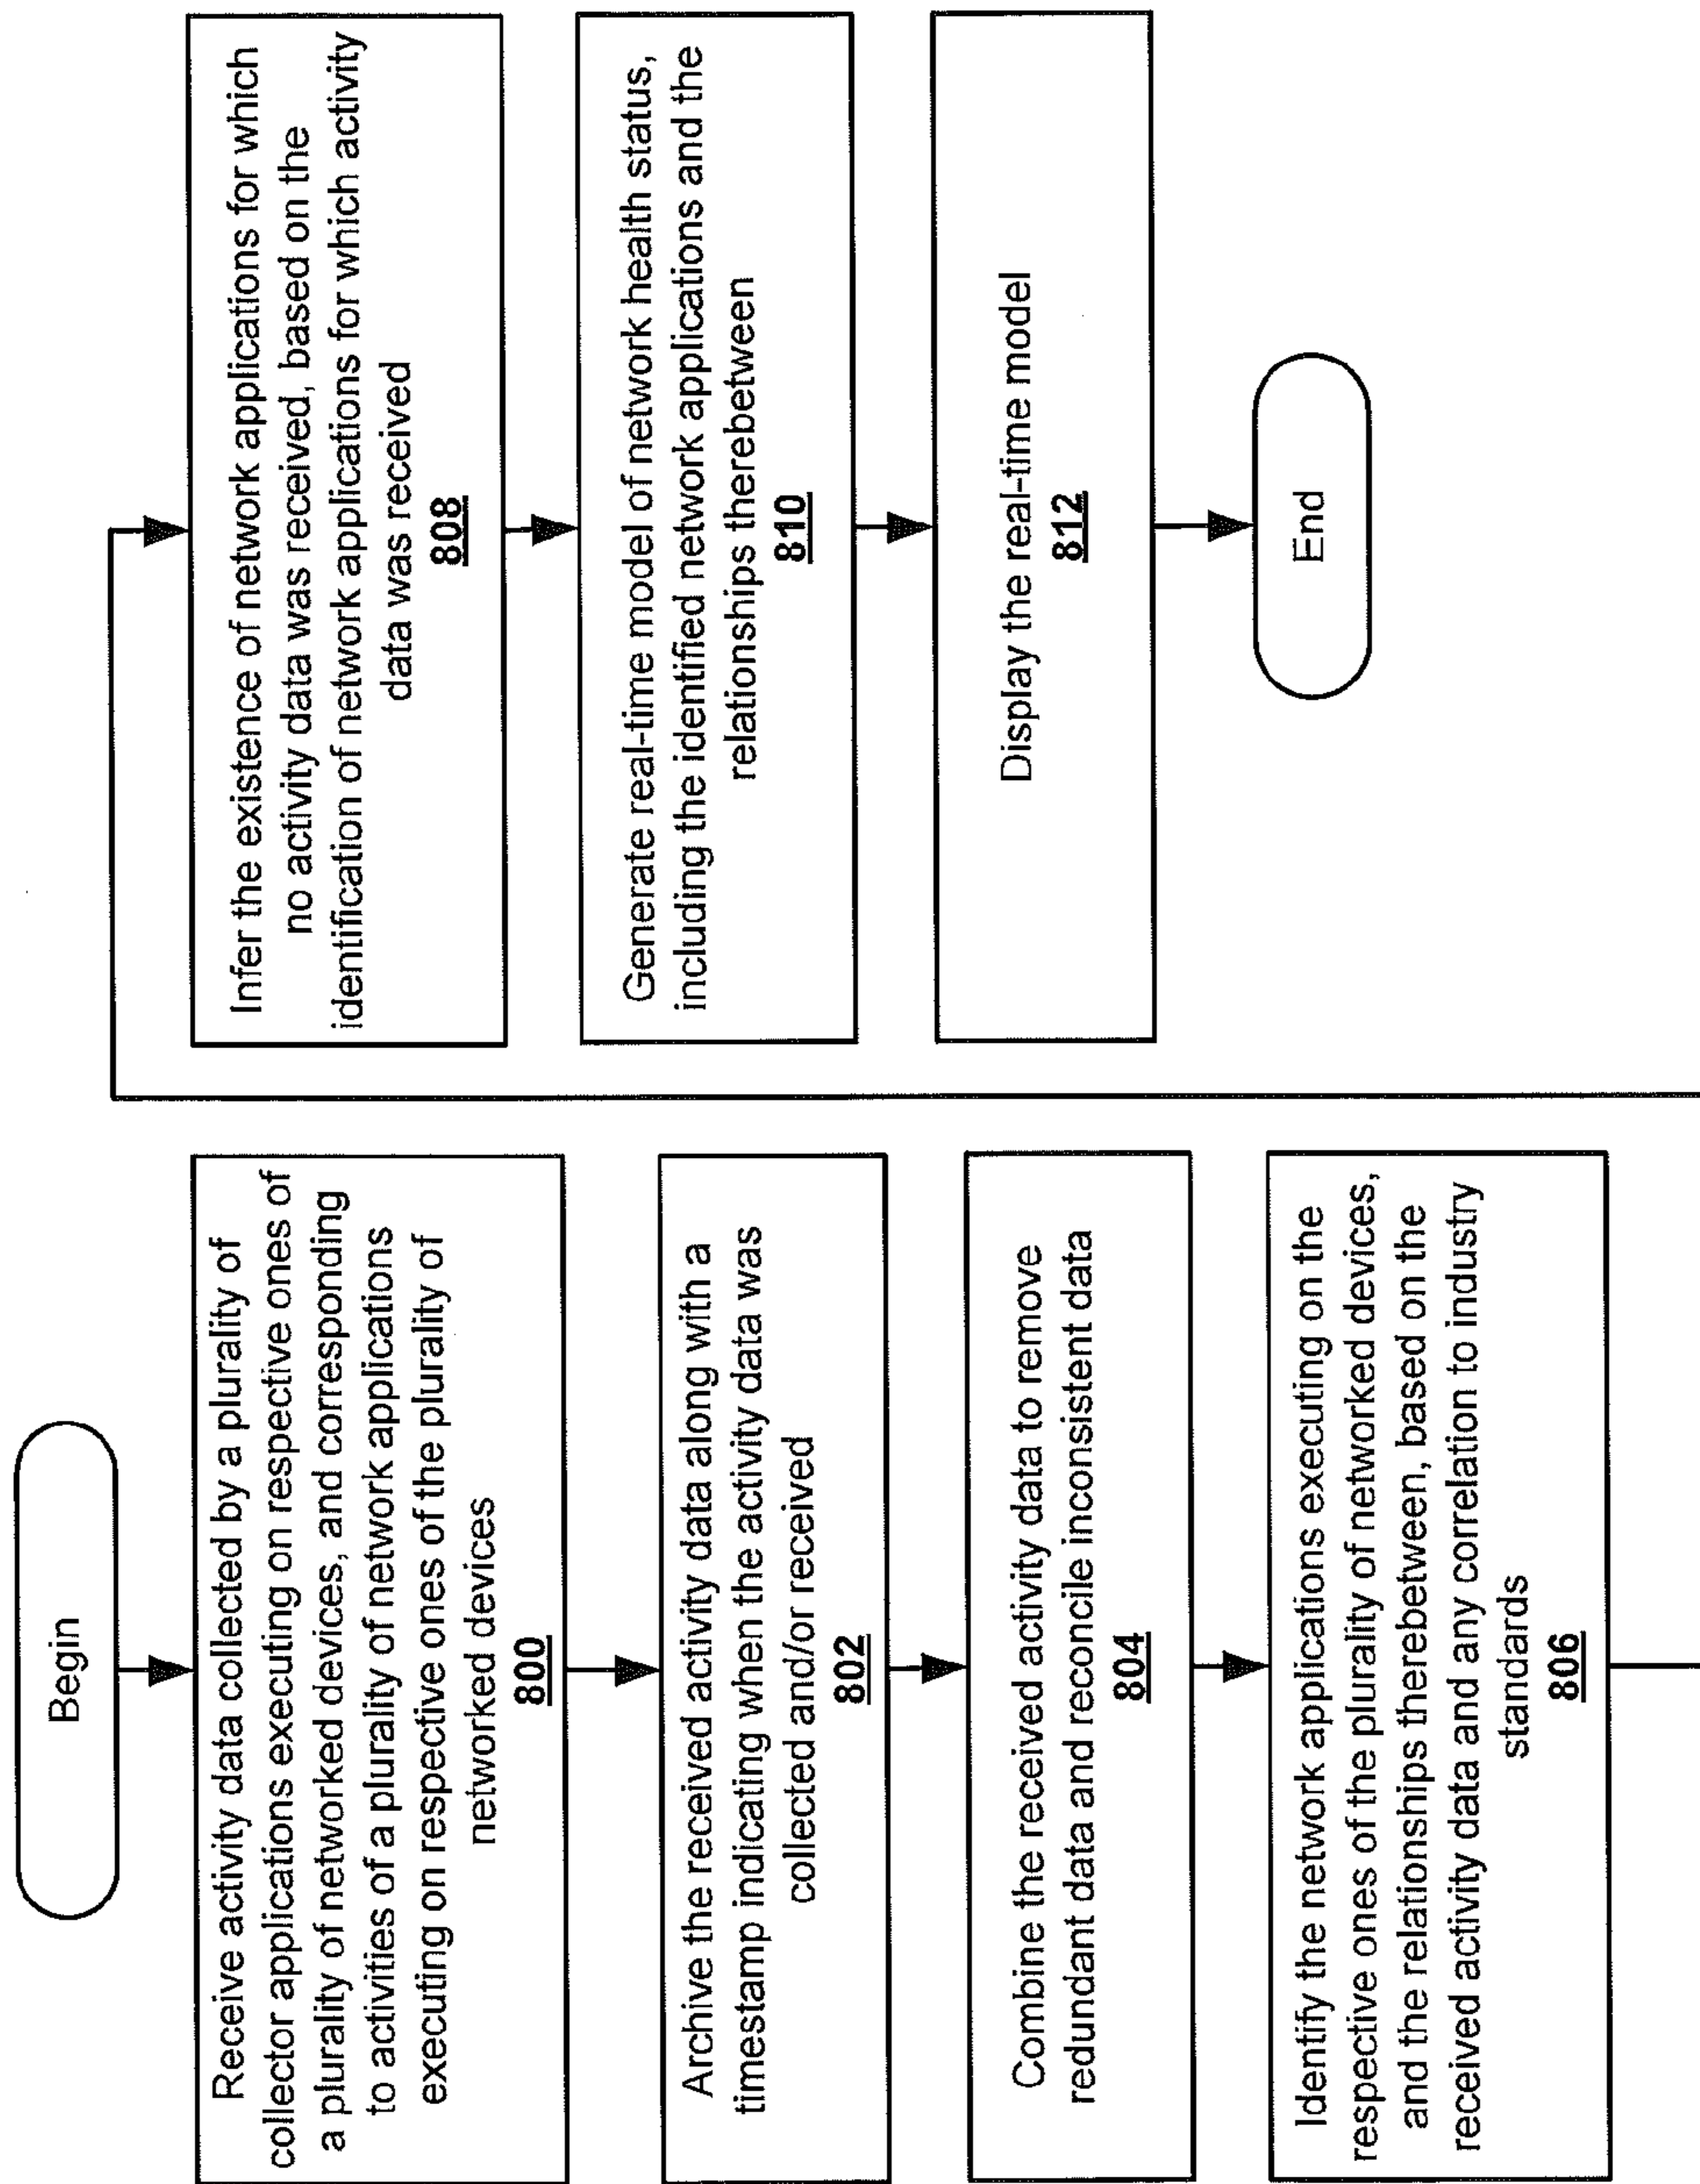 Begin
Receive activity data collected by a plurality of
collector applications executing on respective ones of
a plurality of networked devices, and corresponding
to activities of a plurality of network applications
executing on respective ones of the plurality of
networked devices
800
Archive the received activity data along with a
timestamp indicating when the activity data was
collected and/or received
802
Combine the received activity data to remove
redundant data and reconcile inconsistent data
804
Identify the network applications executing on the
respective ones of the plurality of networked devices,
and the relationships therebetween, based on the
received activity data and any correlation to industry
standards
806
Infer the existence of network applications for which
no activity data was received, based on the
identification of network applications for which activity
data was received
808
Generate real-time model of network health status,
including the identified network applications and the
relationships therebetween
810
Display the real-time model
812
End